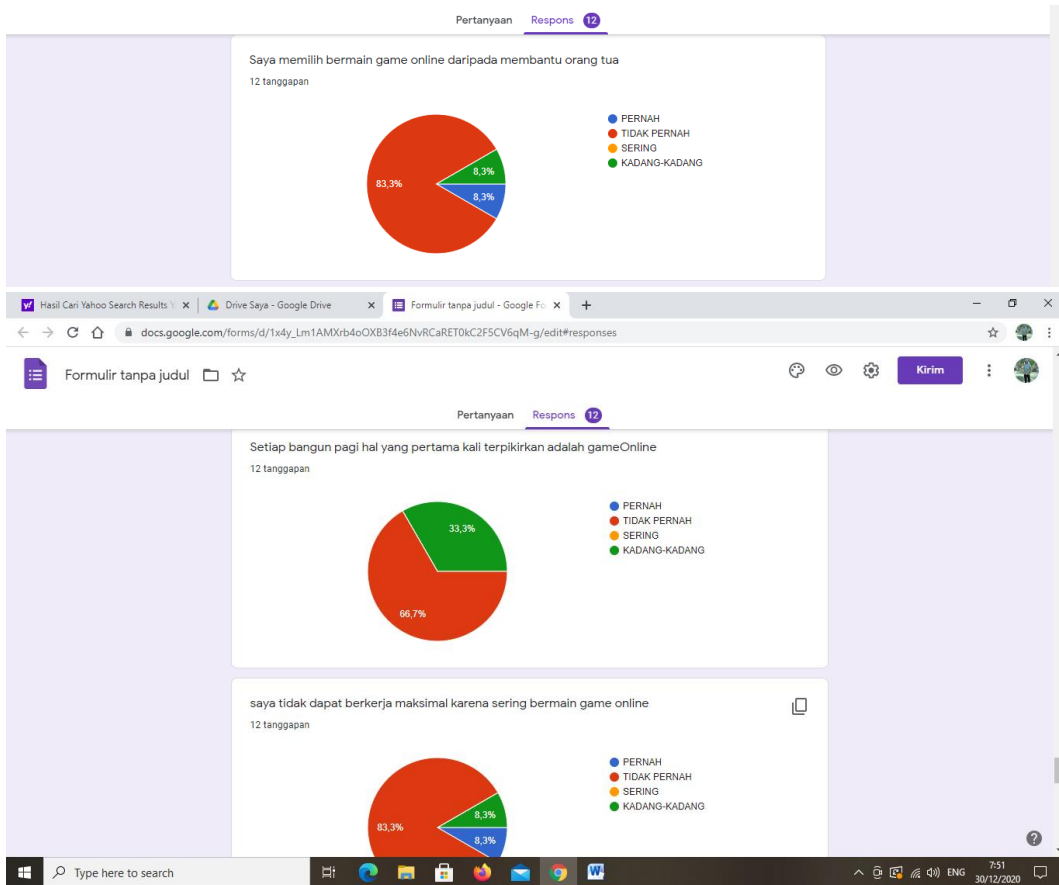 Pertanyaan Respons 12
Saya memilih bermain game online daripada membantu orang tua
12 tanggapan
PERNAH
TIDAK PERNAH
SERING
KADANG-KADANG
83,3%
8,3%
8,3%
Hasil Cari Yahoo Search Results Drive Saya - Google Drive Formulir tanpa judul - Google Fo
docs.google.com/forms/d/1x4y_Lm1AMXrb4oOXB3f4e6NvRCaRET0kC2F5CV6qM-g/edit#responses
Formulir tanpa judul Kirim
Pertanyaan Respons 12
Setiap bangun pagi hal yang pertama kali terpikirkan adalah gameOnline
12 tanggapan
PERNAH
TIDAK PERNAH
SERING
KADANG-KADANG
33,3%
66,7%
saya tidak dapat berkerja maksimal karena sering bermain game online
12 tanggapan
PERNAH
TIDAK PERNAH
SERING
KADANG-KADANG
83,3%
8,3%
8,3%
Type here to search ENG 7:51
30/12/2020